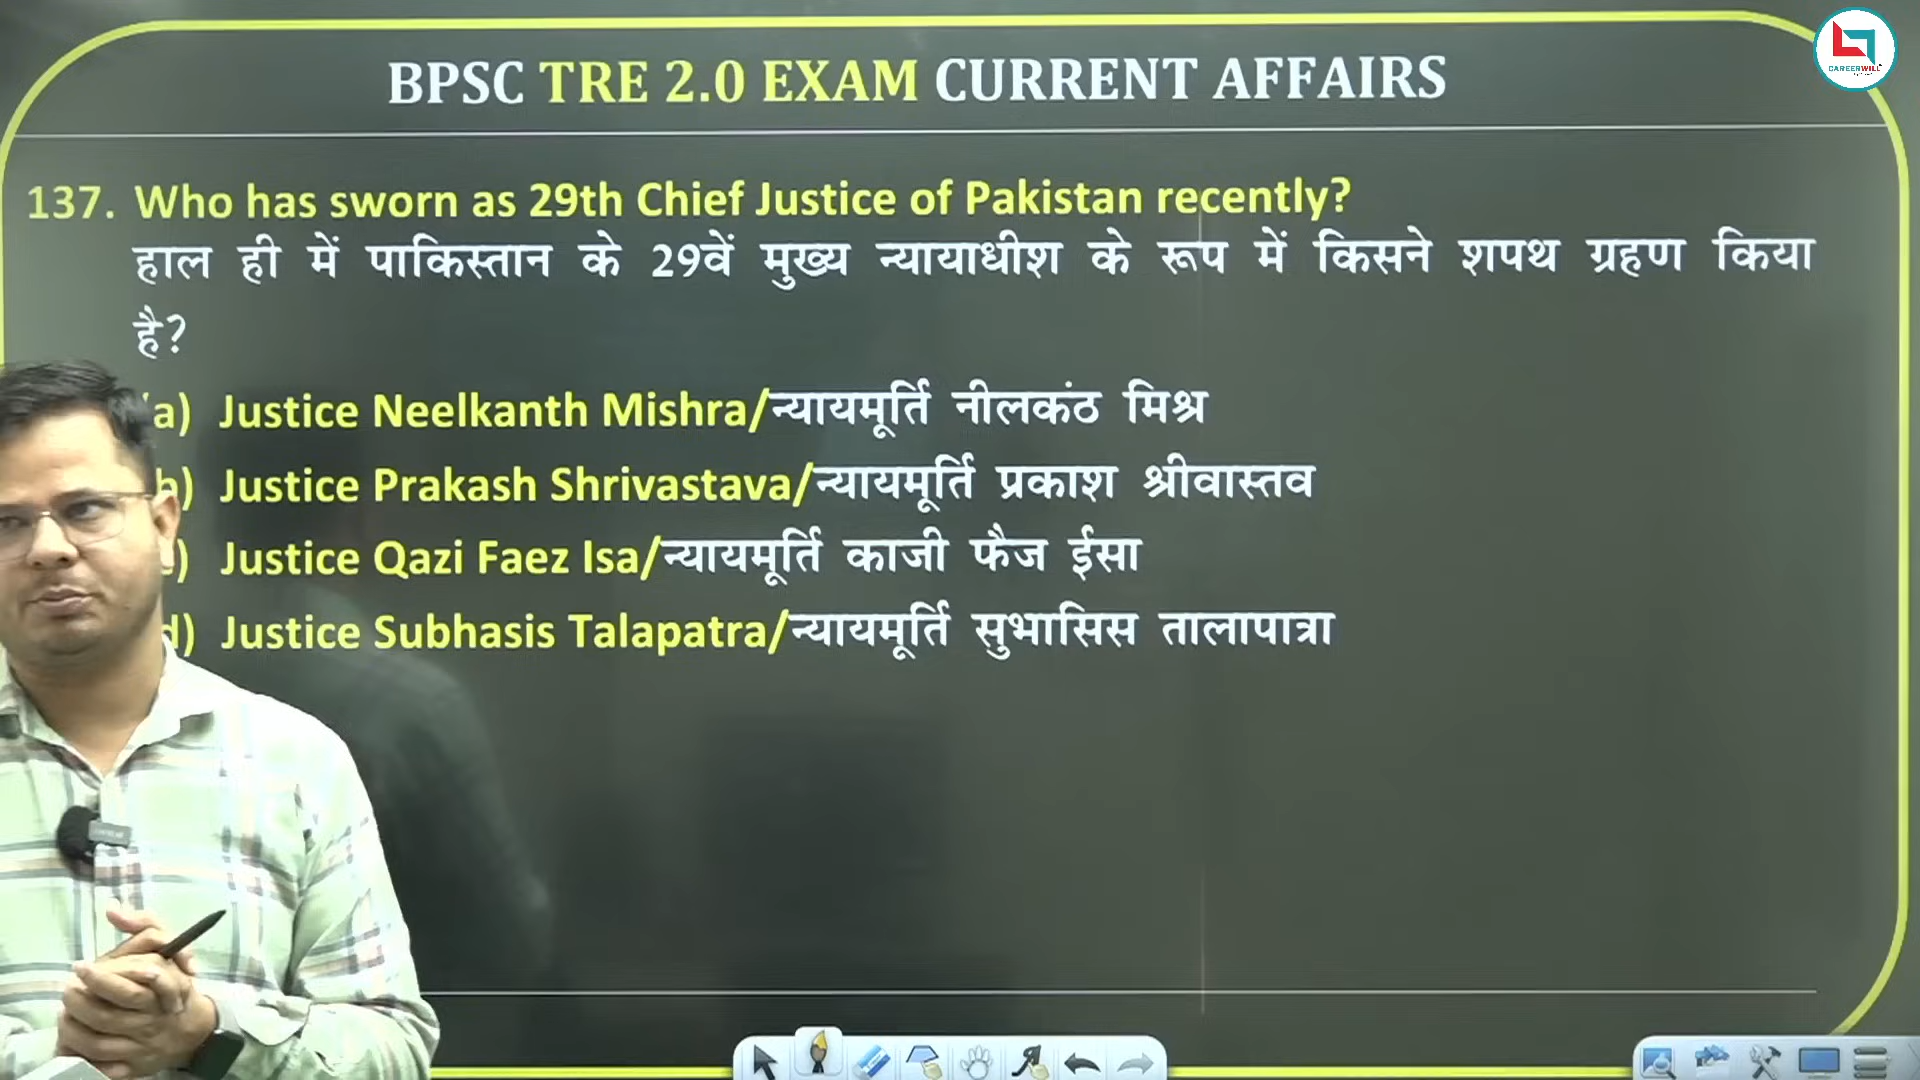 BPSC TRE 2.0 EXAM CURRENT AFFAIRS
CAREERWILL
137. Who has sworn as 29th Chief Justice of Pakistan recently?
हाल ही में पाकिस्तान के 29वें मुख्य न्यायाधीश के रूप में किसने शपथ ग्रहण किया
है?
a) Justice Neelkanth Mishra/न्यायमूर्ति नीलकंठ मिश्र
b) Justice Prakash Shrivastava/न्यायमूर्ति प्रकाश श्रीवास्तव
) Justice Qazi Faez Isa/न्यायमूर्ति काजी फैज ईसा
d) Justice Subhasis Talapatra/न्यायमूर्ति सुभासिस तालापात्रा